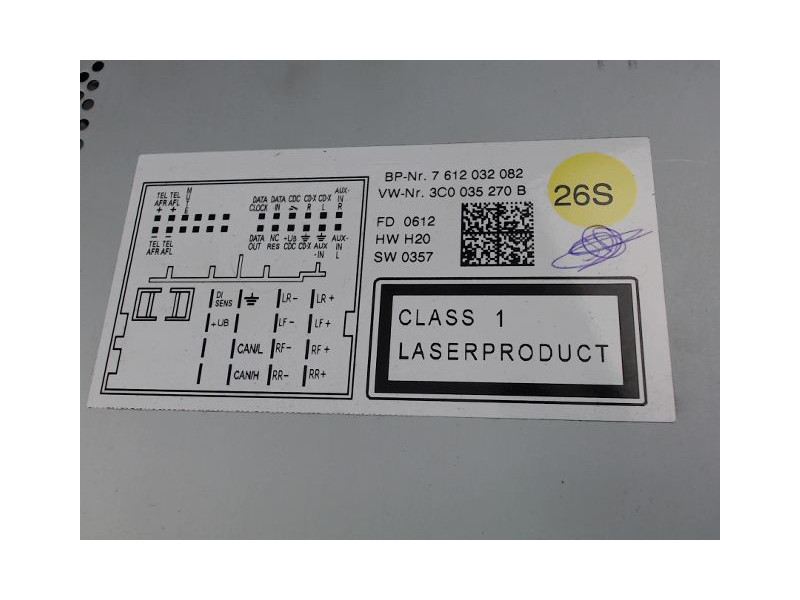 BP-Nr. 7 612 032 082
VW-Nr. 3C0 035 270 B
26S
FD 0612
HW H20
SW 0357
CLASS 1
LASERPRODUCT
TEL TEL MUTE
AFR AFL
+ +
TEL TEL
AFR AFL
DATA DATA CDC CD-X CD-X AUX-
CLOCK IN R L IN
R
DATA NC +UB AUX AUX-
OUT RES CDC CD-X -IN IN
L
DI
SENS LR- LR+
+UB LF- LF+
CAN/L RF- RF+
CAN/H RR- RR+